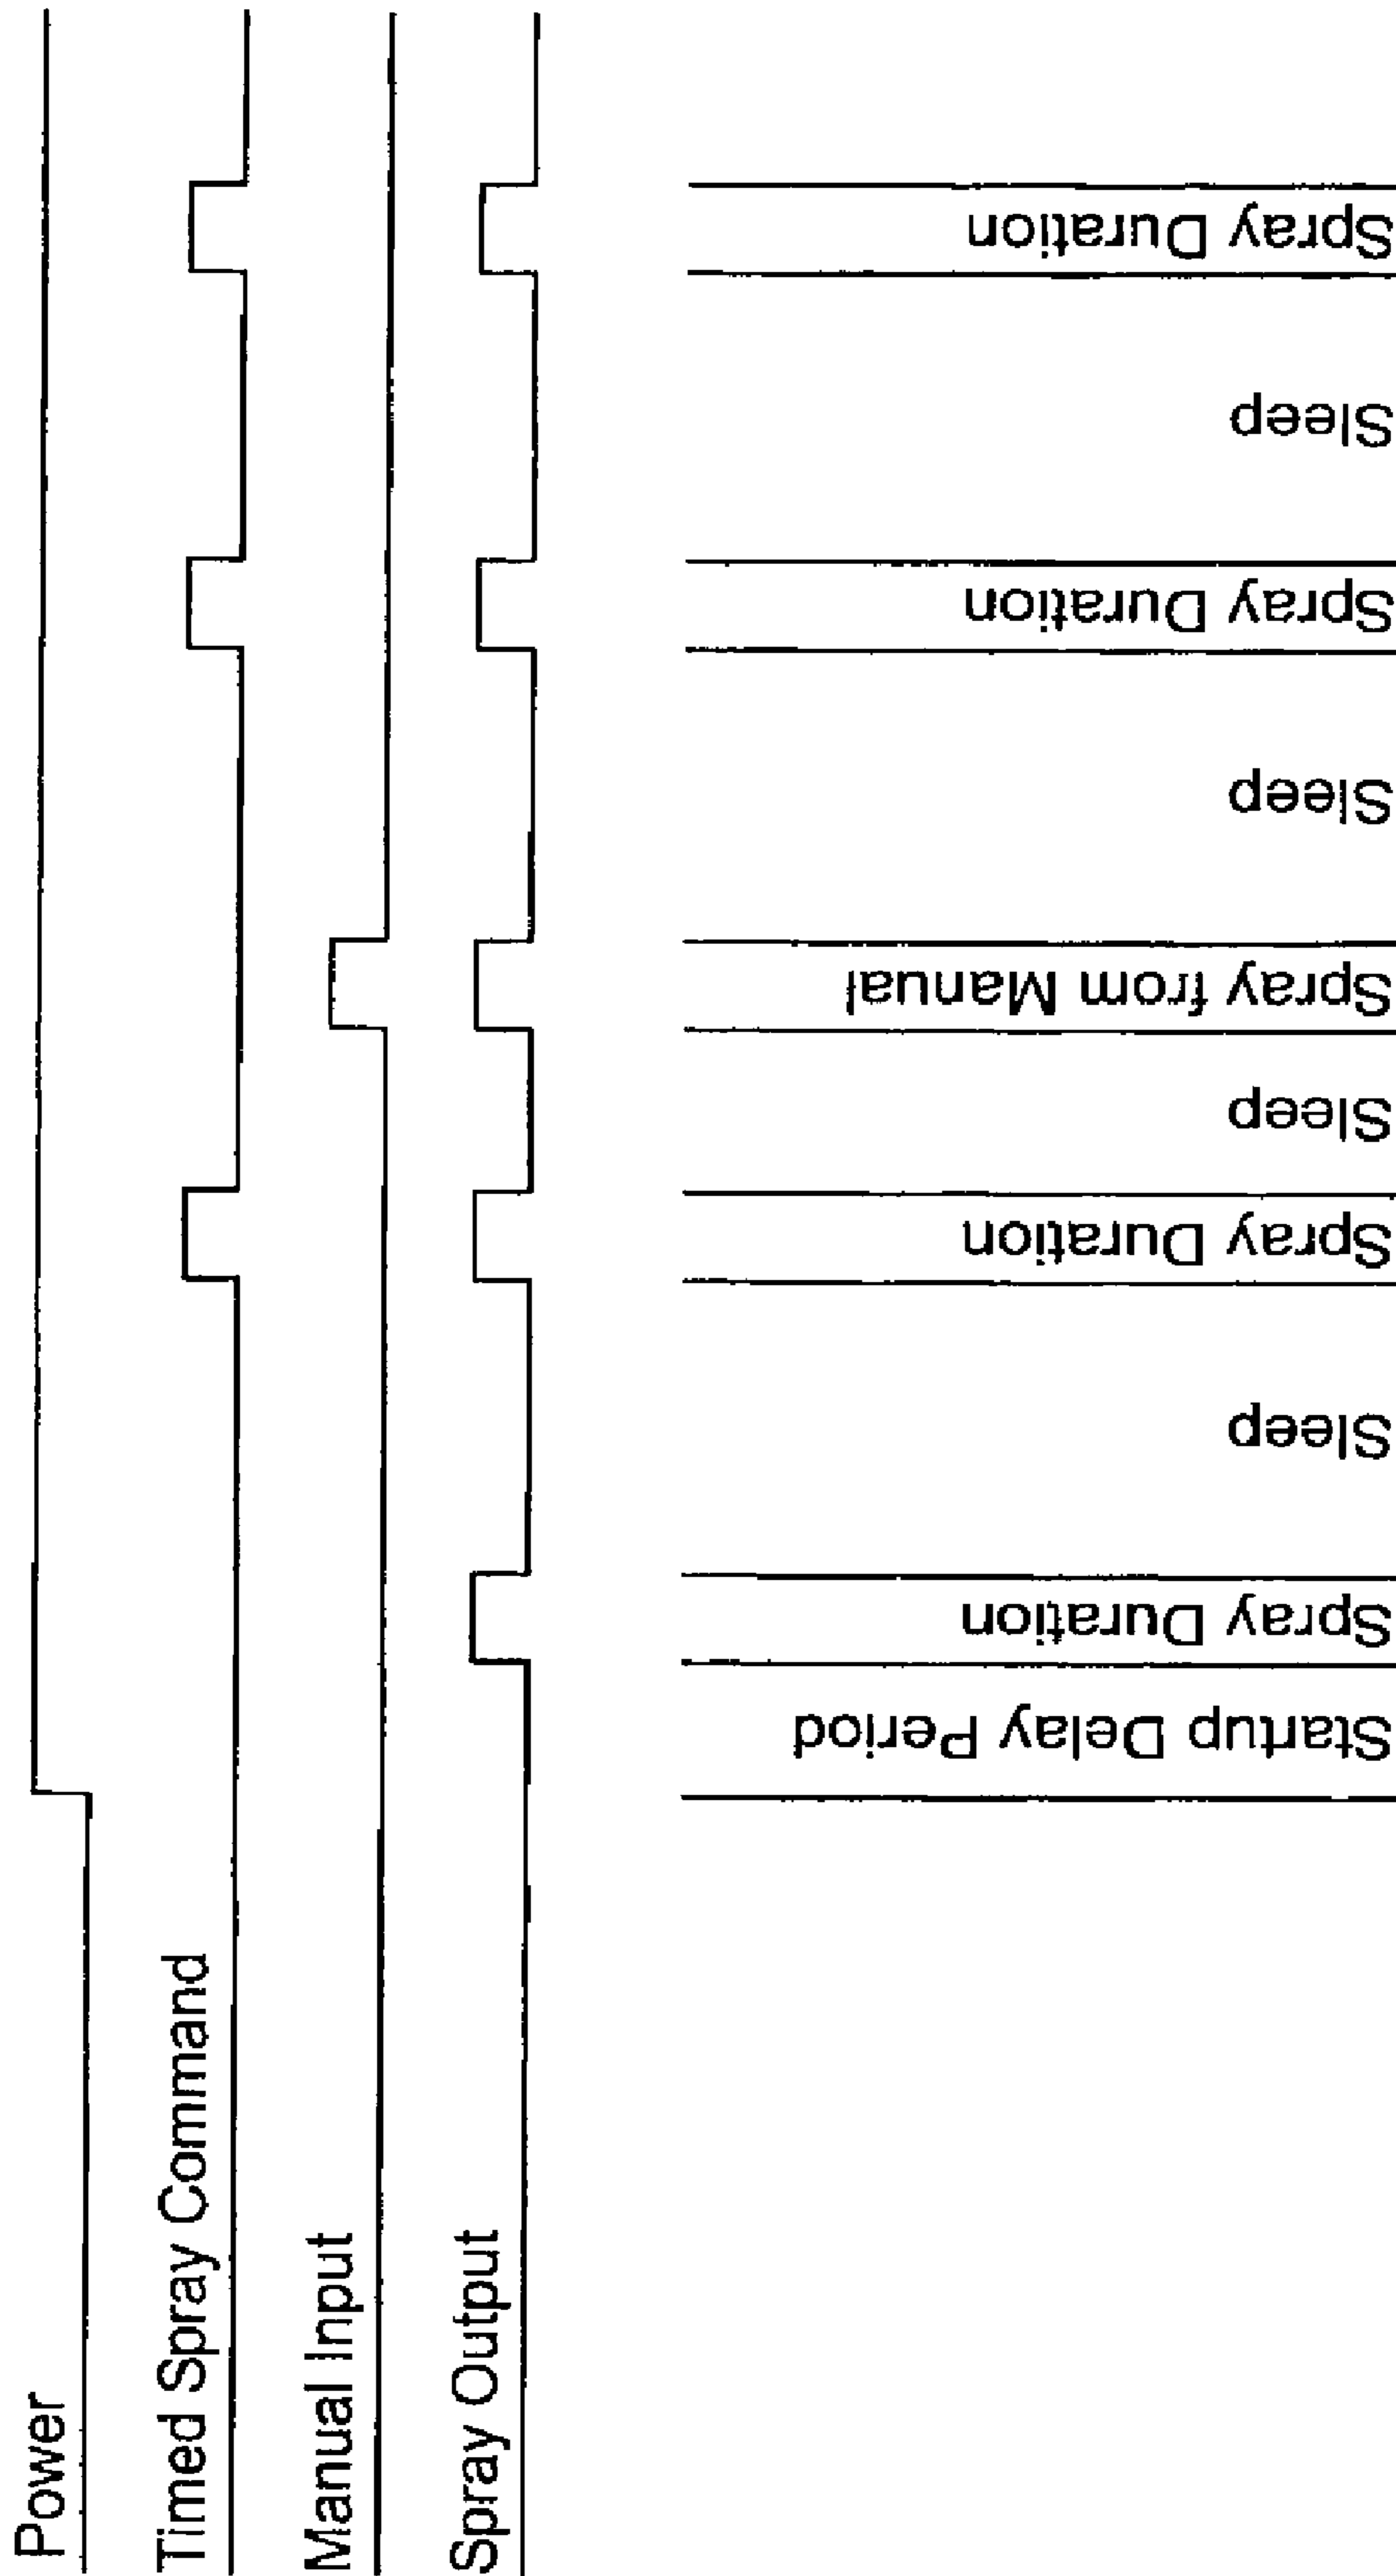 Power
Timed Spray Command
Manual Input
Spray Output
Startup Delay Period
Spray Duration
Sleep
Spray Duration
Sleep
Spray from Manual
Sleep
Spray Duration
Sleep
Spray Duration